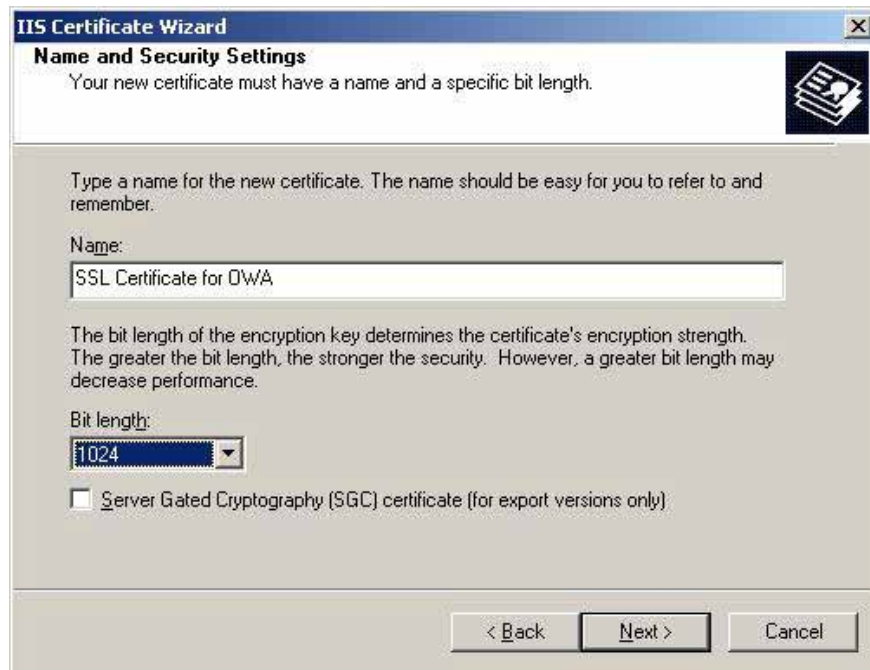 IIS Certificate Wizard
Name and Security Settings
Your new certificate must have a name and a specific bit length.
Type a name for the new certificate. The name should be easy for you to refer to and
remember.
Name:
SSL Certificate for OWA
The bit length of the encryption key determines the certificate's encryption strength.
The greater the bit length, the stronger the security.  However, a greater bit length may
decrease performance.
Bit length:
1024
Server Gated Cryptography (SGC) certificate (for export versions only)
< Back
Next >
Cancel